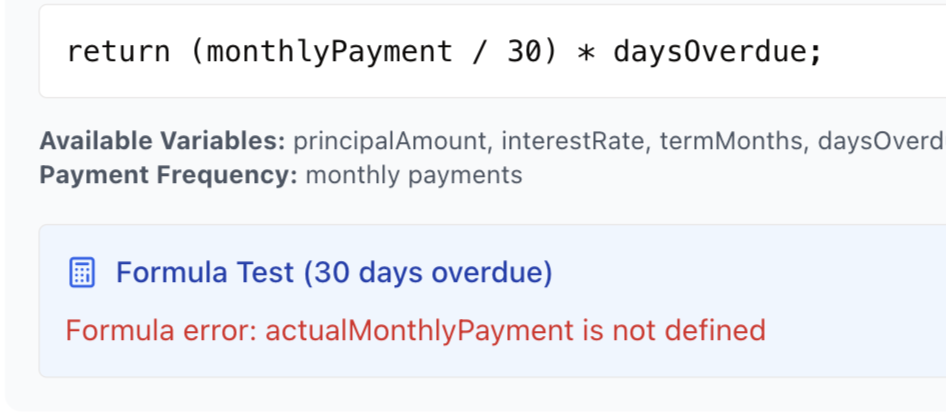 return (monthlyPayment / 30) * daysOverdue;
Available Variables: principalAmount, interestRate, termMonths, daysOverd
Payment Frequency: monthly payments
Formula Test (30 days overdue)
Formula error: actualMonthlyPayment is not defined